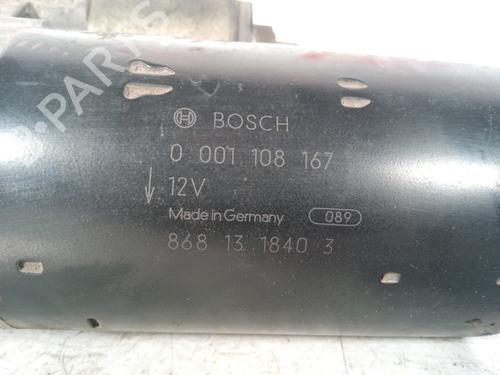 B-PARTS
BOSCH
0 001 108 167
12V
Made in Germany 089
868 13 1840 3